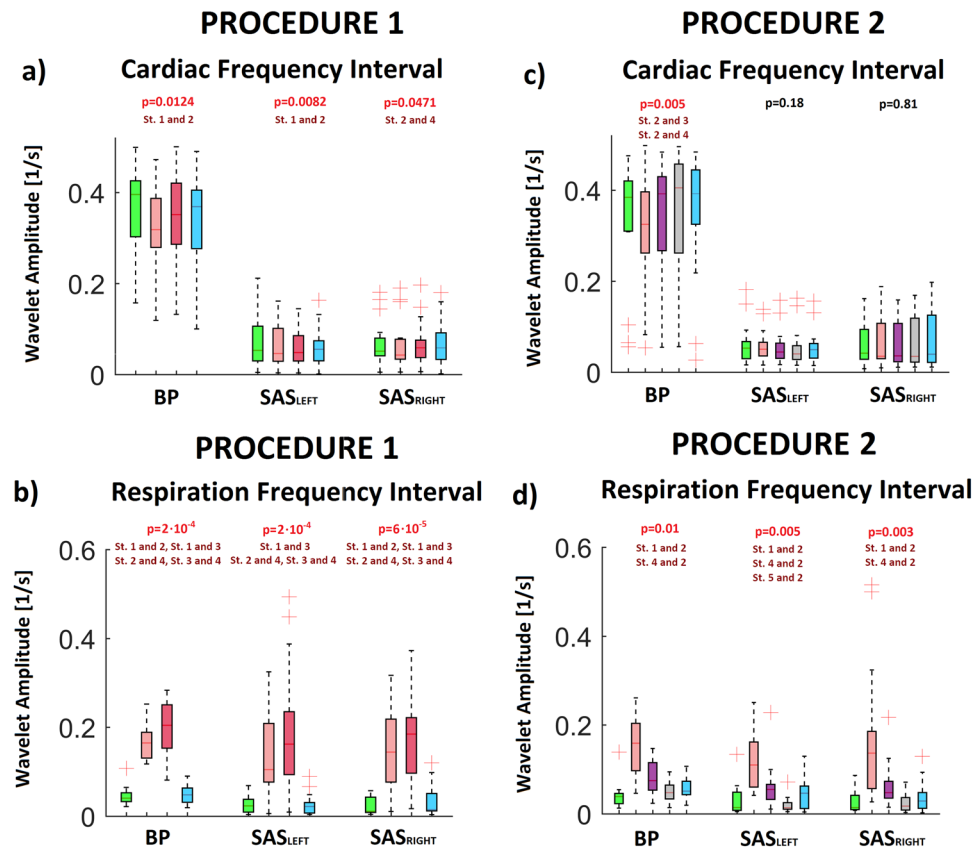 PROCEDURE 1
a)
Cardiac Frequency Interval
p=0.0124
p=0.0082
p=0.0471
St. 1 and 2
St. 1 and 2
St. 2 and 4
Wavelet Amplitude [1/s]
0.4
0.2
0
BP
SASLEFT
SASRIGHT
PROCEDURE 2
c)
Cardiac Frequency Interval
p=0.005
p=0.18
p=0.81
St. 2 and 3
St. 2 and 4
Wavelet Amplitude [1/s]
0.4
0.2
0
BP
SASLEFT
SASRIGHT
PROCEDURE 1
b)
Respiration Frequency Interval
p=2·10-4
p=2·10-4
p=6·10-5
St. 1 and 2, St. 1 and 3
St. 1 and 3
St. 1 and 2, St. 1 and 3
St. 2 and 4, St. 3 and 4
St. 2 and 4, St. 3 and 4
St. 2 and 4, St. 3 and 4
Wavelet Amplitude [1/s]
0.6
0.4
0.2
0
BP
SASLEFT
SASRIGHT
PROCEDURE 2
d)
Respiration Frequency Interval
p=0.01
p=0.005
p=0.003
St. 1 and 2
St. 1 and 2
St. 1 and 2
St. 4 and 2
St. 4 and 2
St. 4 and 2
St. 5 and 2
Wavelet Amplitude [1/s]
0.6
0.4
0.2
0
BP
SASLEFT
SASRIGHT